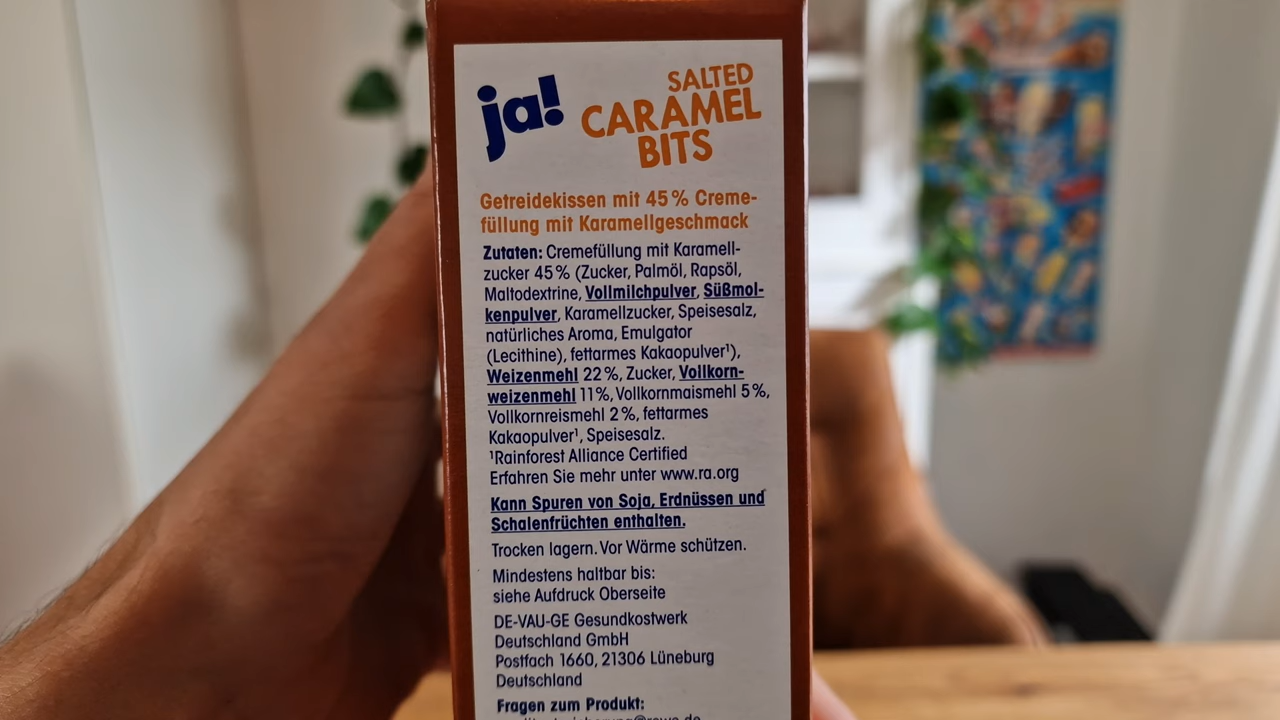 ja!
SALTED
CARAMEL
BITS
Getreidekissen mit 45 % Creme-
füllung mit Karamellgeschmack
Zutaten: Cremefüllung mit Karamell-
zucker 45 % (Zucker, Palmöl, Rapsöl,
Maltodextrine, Vollmilchpulver, Süßmol-
kenpulver, Karamellzucker, Speisesalz,
natürliches Aroma, Emulgator
(Lecithine), fettarmes Kakaopulver¹),
Weizenmehl 22 %, Zucker, Vollkorn-
weizenmehl 11%, Vollkornmaismehl 5 %,
Vollkornreismehl 2 %, fettarmes
Kakaopulver¹, Speisesalz.
¹Rainforest Alliance Certified
Erfahren Sie mehr unter www.ra.org
Kann Spuren von Soja, Erdnüssen und
Schalenfrüchten enthalten.
Trocken lagern. Vor Wärme schützen.
Mindestens haltbar bis:
siehe Aufdruck Oberseite
DE-VAU-GE Gesundkostwerk
Deutschland GmbH
Postfach 1660, 21306 Lüneburg
Deutschland
Fragen zum Produkt: